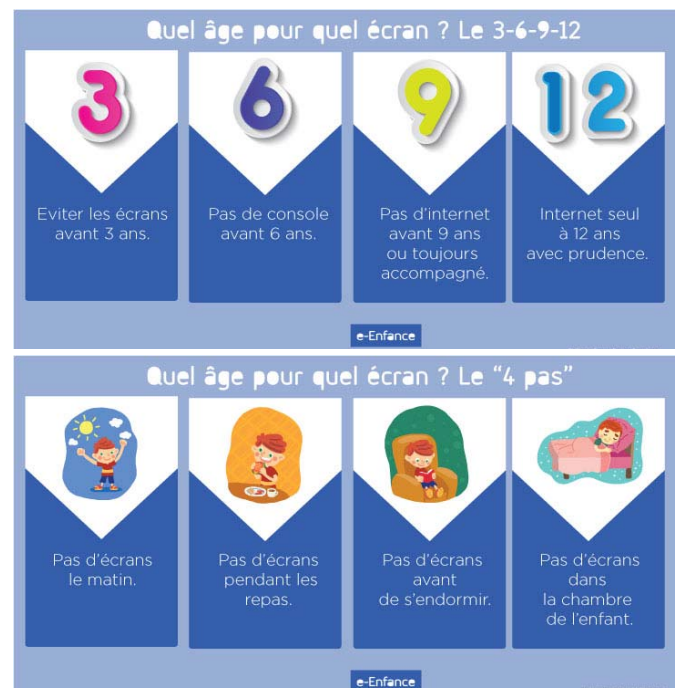 Quel âge pour quel écran ? Le 3-6-9-12
3
6
9
12
Eviter les écrans
avant 3 ans.
Pas de console
avant 6 ans.
Pas d'internet
avant 9 ans
ou toujours
accompagné.
Internet seul
à 12 ans
avec prudence.
e-Enfance
Quel âge pour quel écran ? Le "4 pas"
Pas d'écrans
le matin.
Pas d'écrans
pendant les
repas.
Pas d'écrans
avant
de s'endormir.
Pas d'écrans
dans
la chambre
de l'enfant.
e-Enfance